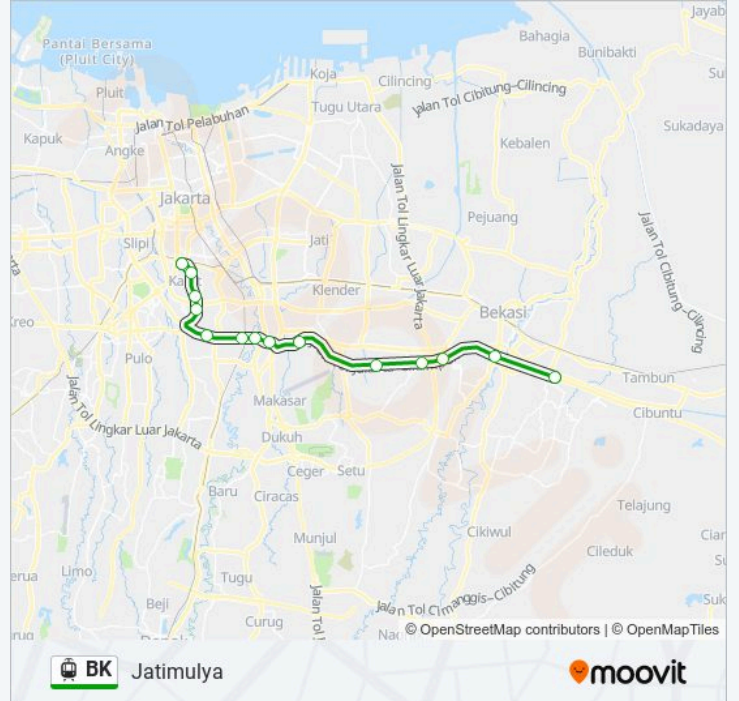 Jayab
Bahagia
Pantai Bersama
(Pluit City)
Bunibakti
Koja
Cilincing
Su
Pluit
Jalan Tol Cibitung–Cilincing
Tugu Utara
Jalan Tol Pelabuhan
Sukadaya
Kapuk
Angke
Kebalen
Jakarta
Jalan Tol Lingkar Luar Jakarta
Pejuang
Jalan Tol Cibitung–Cilincing
Slipi
Jati
Klender
Bekasi
Kreo
Pulo
Tambun
Makasar
Cibuntu
Jalan Tol Lingkar Luar Jakarta
Dukuh
Ceger
Setu
Baru
Ciracas
Telajung
Munjul
Cikiwul
Cileduk
Limo
Tugu
Beji
Jalan Tol Cimanggis–Cibitung
Curug
© OpenStreetMap contributors | © OpenMapTiles
BK
Jatimulya
moovit